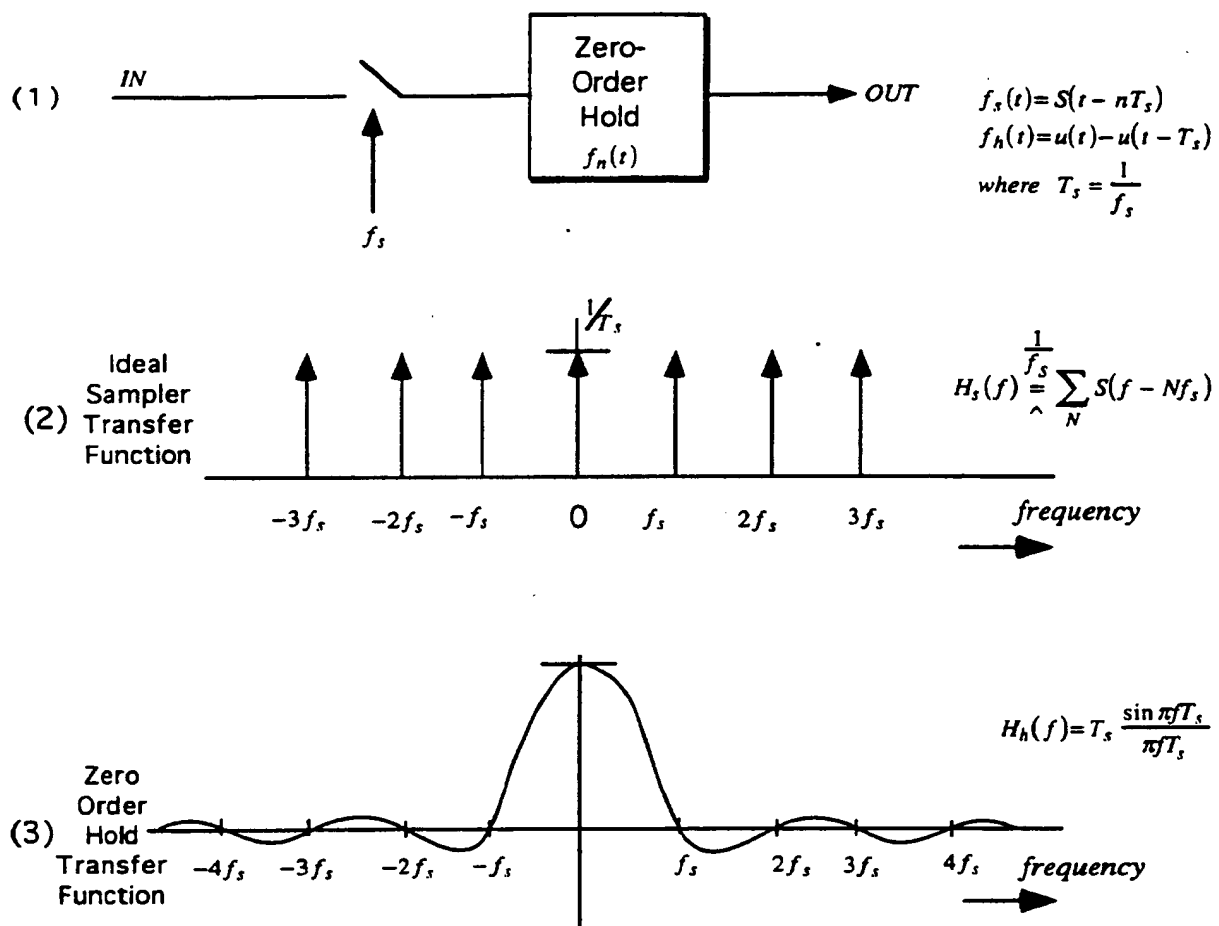 (1)
IN
Zero-
Order
Hold
f_n(t)
OUT
f_s
f_s(t)=S(t-nT_s)
f_h(t)=u(t)-u(t-T_s)
where T_s = 1/f_s
(2)
Ideal
Sampler
Transfer
Function
1/T_s
H_s(f) = 1/f_s ^ ∑_N S(f-Nf_s)
-3f_s -2f_s -f_s 0 f_s 2f_s 3f_s frequency
(3)
Zero
Order
Hold
Transfer
Function
H_h(f)=T_s sin πfT_s / πfT_s
-4f_s -3f_s -2f_s -f_s f_s 2f_s 3f_s 4f_s frequency